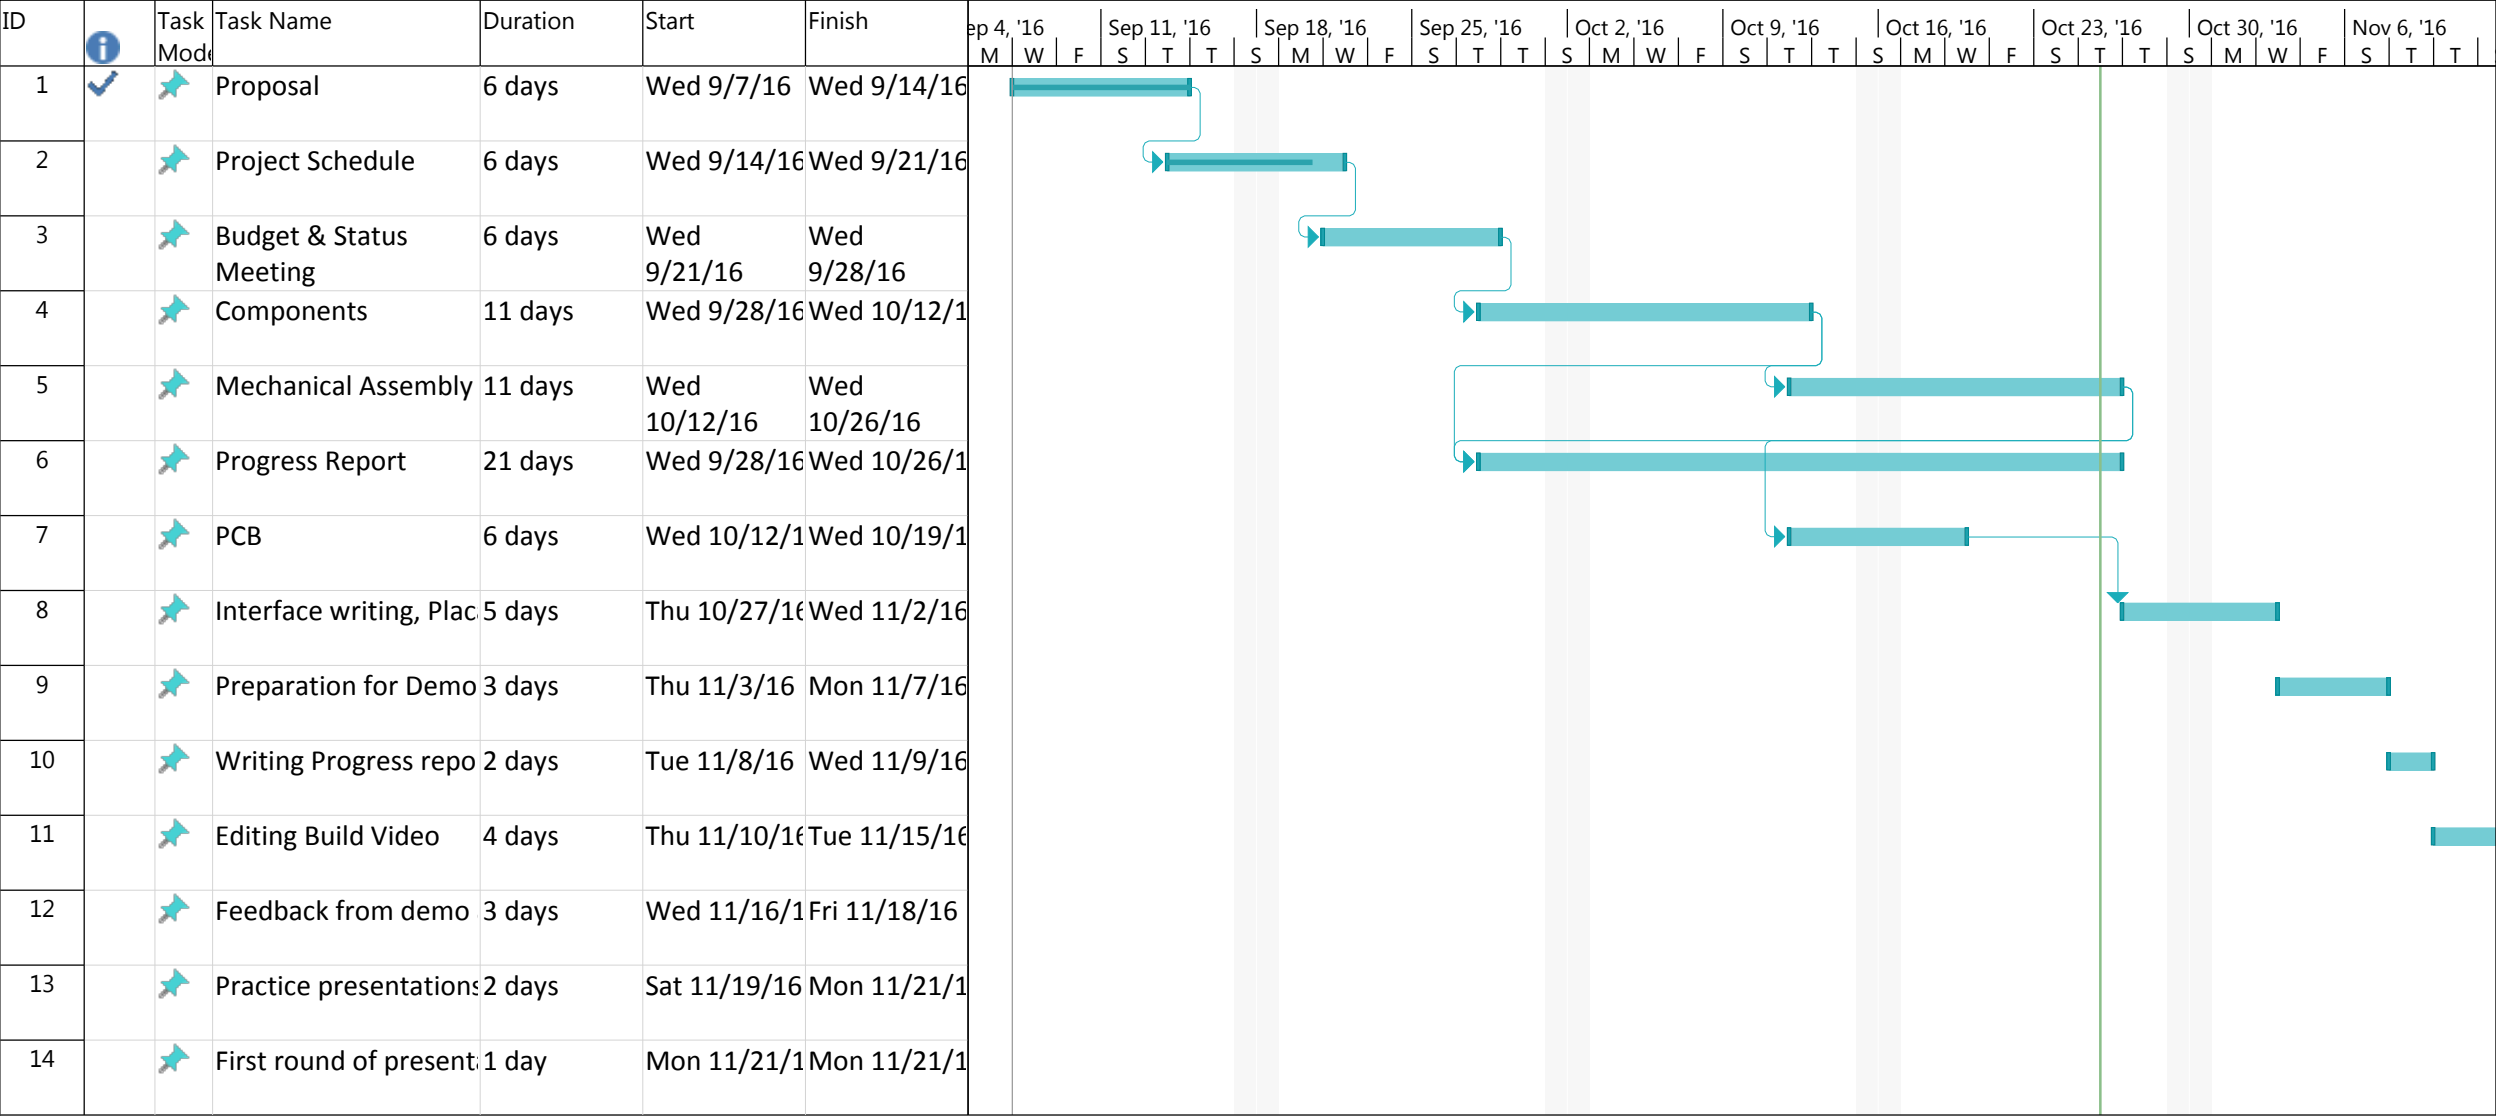 ID Task Mode Task Name Duration Start Finish
ep 4, '16 Sep 11, '16 Sep 18, '16 Sep 25, '16 Oct 2, '16 Oct 9, '16 Oct 16, '16 Oct 23, '16 Oct 30, '16 Nov 6, '16
M W F S T T S M W F S T T S M W F S T T S M W F S T T S M W F S T T
1 Proposal 6 days Wed 9/7/16 Wed 9/14/16
2 Project Schedule 6 days Wed 9/14/16 Wed 9/21/16
3 Budget & Status Meeting 6 days Wed 9/21/16 Wed 9/28/16
4 Components 11 days Wed 9/28/16 Wed 10/12/1
5 Mechanical Assembly 11 days Wed 10/12/16 Wed 10/26/16
6 Progress Report 21 days Wed 9/28/16 Wed 10/26/1
7 PCB 6 days Wed 10/12/1 Wed 10/19/1
8 Interface writing, Plac 5 days Thu 10/27/16 Wed 11/2/16
9 Preparation for Demo 3 days Thu 11/3/16 Mon 11/7/16
10 Writing Progress repo 2 days Tue 11/8/16 Wed 11/9/16
11 Editing Build Video 4 days Thu 11/10/16 Tue 11/15/16
12 Feedback from demo 3 days Wed 11/16/1 Fri 11/18/16
13 Practice presentations 2 days Sat 11/19/16 Mon 11/21/1
14 First round of present 1 day Mon 11/21/1 Mon 11/21/1